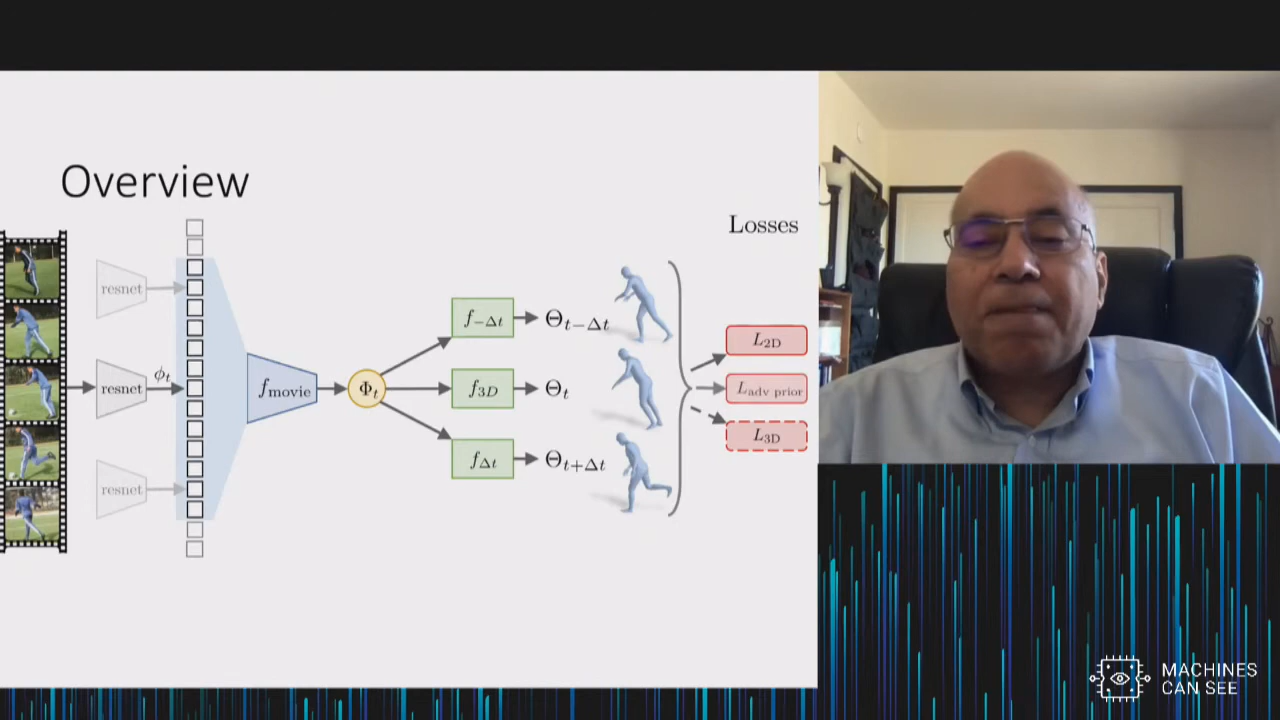 Overview
Losses
resnet
resnet
resnet
ϕt
fmovie
Φt
f−Δt
f3D
fΔt
Θt−Δt
Θt
Θt+Δt
L2D
Ladv prior
L3D
MACHINES
CAN SEE